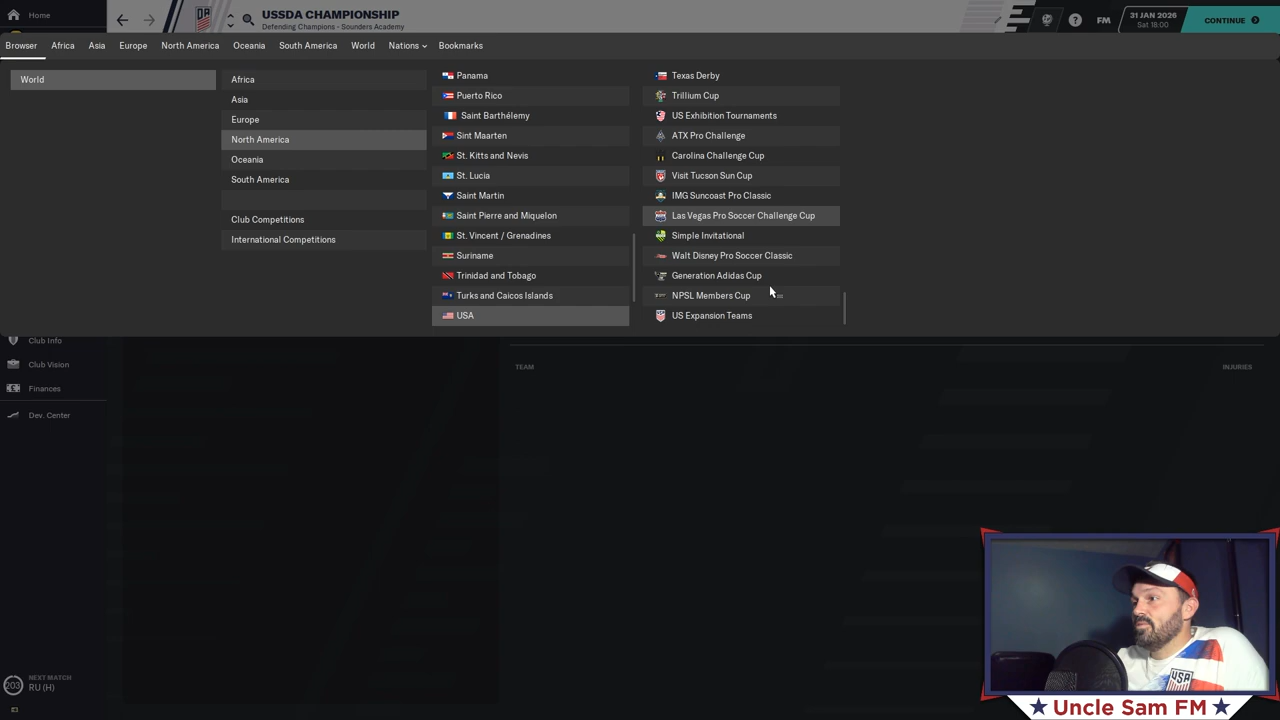 Home
USSDA CHAMPIONSHIP
Defending Champions - Sounders Academy
FM
31 JAN 2026
Sat 18:00
CONTINUE
Browser
Africa
Asia
Europe
North America
Oceania
South America
World
Nations
Bookmarks
World
Africa
Asia
Europe
North America
Oceania
South America
Club Competitions
International Competitions
Panama
Puerto Rico
Saint Barthélemy
Sint Maarten
St. Kitts and Nevis
St. Lucia
Saint Martin
Saint Pierre and Miquelon
St. Vincent / Grenadines
Suriname
Trinidad and Tobago
Turks and Caicos Islands
USA
Texas Derby
Trillium Cup
US Exhibition Tournaments
ATX Pro Challenge
Carolina Challenge Cup
Visit Tucson Sun Cup
IMG Suncoast Pro Classic
Las Vegas Pro Soccer Challenge Cup
Simple Invitational
Walt Disney Pro Soccer Classic
Generation Adidas Cup
NPSL Members Cup
US Expansion Teams
Club Info
Club Vision
Finances
Dev. Center
TEAM
INJURIES
203
NEXT MATCH
RU (H)
USA
Uncle Sam FM